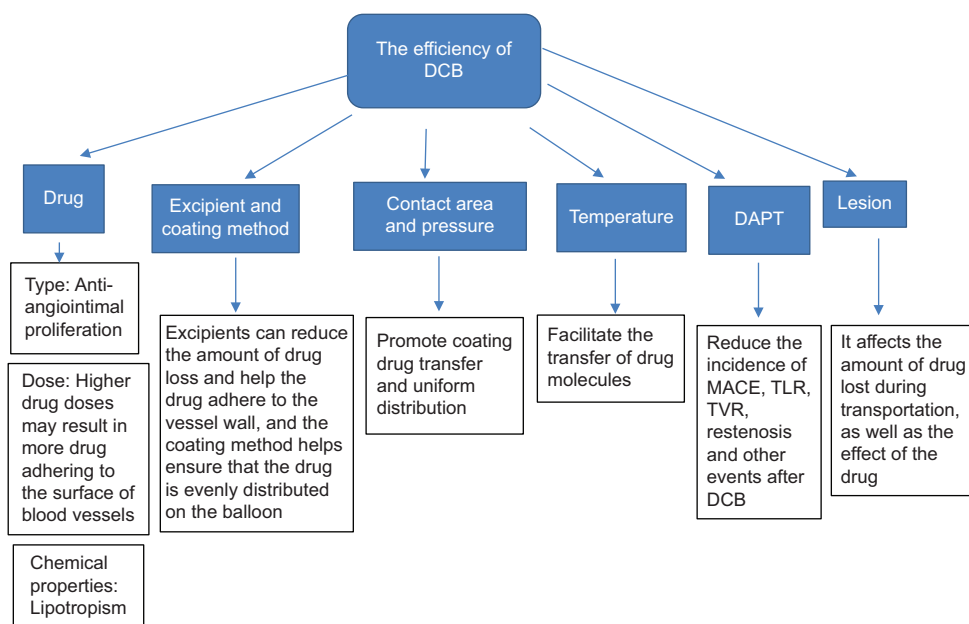 The efficiency of
DCB
Drug
Excipient and
coating method
Contact area
and pressure
Temperature
DAPT
Lesion
Type: Anti-
angiointimal
proliferation
Dose: Higher
drug doses
may result in
more drug
adhering to
the surface of
blood vessels
Chemical
properties:
Lipotropism
Excipients can reduce
the amount of drug
loss and help the
drug adhere to the
vessel wall, and the
coating method helps
ensure that the drug
is evenly distributed
on the balloon
Promote coating
drug transfer
and uniform
distribution
Facilitate the
transfer of drug
molecules
Reduce the
incidence of
MACE, TLR,
TVR,
restenosis
and other
events after
DCB
It affects the
amount of drug
lost during
transportation,
as well as the
effect of the
drug